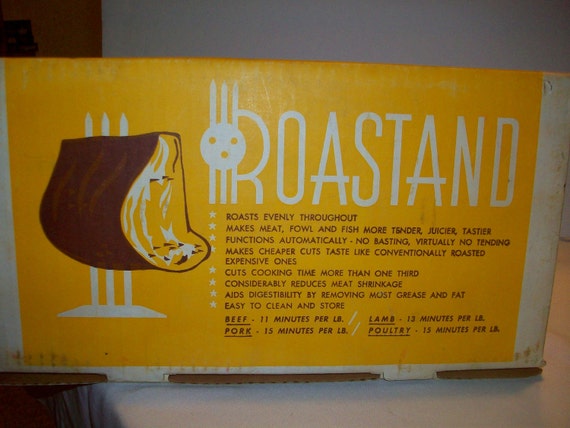 ROASTAND
★ ROASTS EVENLY THROUGHOUT
★ MAKES MEAT, FOWL AND FISH MORE TENDER, JUICIER, TASTIER
★ FUNCTIONS AUTOMATICALLY - NO BASTING, VIRTUALLY NO TENDING
★ MAKES CHEAPER CUTS TASTE LIKE CONVENTIONALLY ROASTED
EXPENSIVE ONES
★ CUTS COOKING TIME MORE THAN ONE THIRD
★ CONSIDERABLY REDUCES MEAT SHRINKAGE
★ AIDS DIGESTIBILITY BY REMOVING MOST GREASE AND FAT
★ EASY TO CLEAN AND STORE
BEEF - 11 MINUTES PER LB. // LAMB - 13 MINUTES PER LB.
PORK - 15 MINUTES PER LB. // POULTRY - 15 MINUTES PER LB.